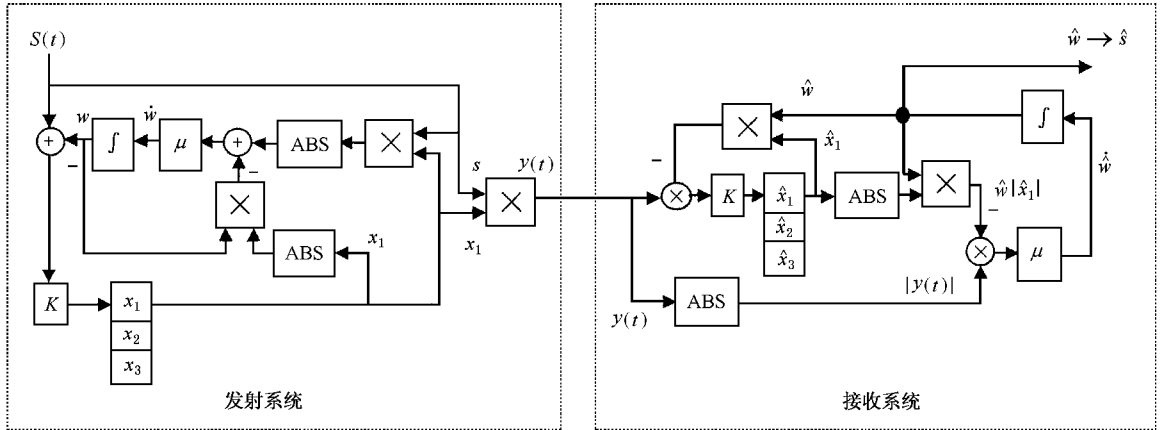 S(t)
w
ẇ
+
∫
μ
+
ABS
×
−
−
×
s
y(t)
×
ABS
x₁
x₁
K
x₁
x₂
x₃
发射系统
ŵ → ŝ
ŵ
×
∫
x̂₁
−
ŵ̇
×
K
x̂₁
x̂₂
x̂₃
ABS
×
ŵ|x̂₁|
−
×
μ
|y(t)|
ABS
y(t)
接收系统